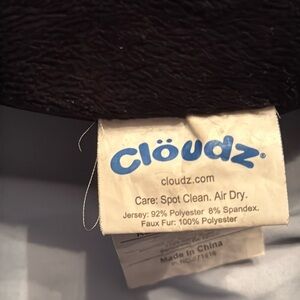 Clöudz®
cloudz.com
Care: Spot Clean. Air Dry.
Jersey: 92% Polyester 8% Spandex.
Faux Fur: 100% Polyester
Made in China